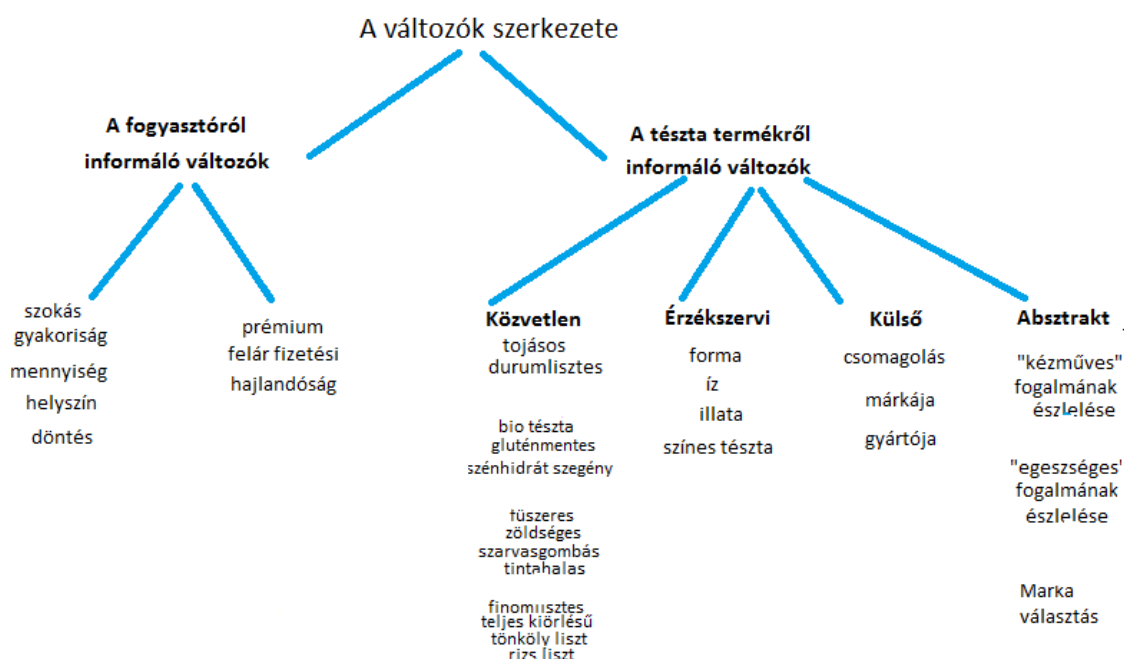 A változók szerkezete
A fogyasztóról
informáló változók
A tészta termékről
informáló változók
szokás
gyakoriság
mennyiség
helyszín
döntés
prémium
felár fizetési
hajlandóság
Közvetlen
tojásos
durumlisztes
bio tészta
gluténmentes
szénhidrát szegény
fűszeres
zöldséges
szarvasgombás
tintahalas
finomlisztes
teljes kiörlésű
tönköly liszt
rizs liszt
Érzékszervi
forma
íz
illata
színes tészta
Külső
csomagolás
márkája
gyártója
Absztrakt
"kézműves"
fogalmának
észlelése
"egeszséges"
fogalmának
észlelése
Marka
választás